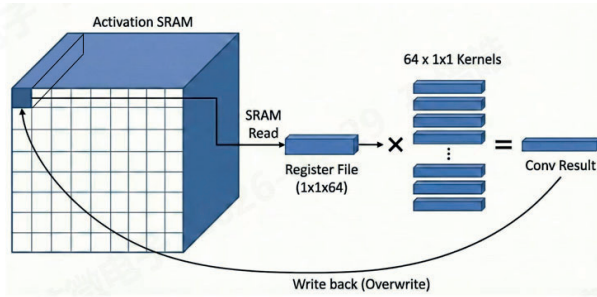 Activation SRAM
64 x 1x1 Kernels
SRAM
Read
Register File
(1x1x64)
×
⋮
=
Conv Result
Write back (Overwrite)